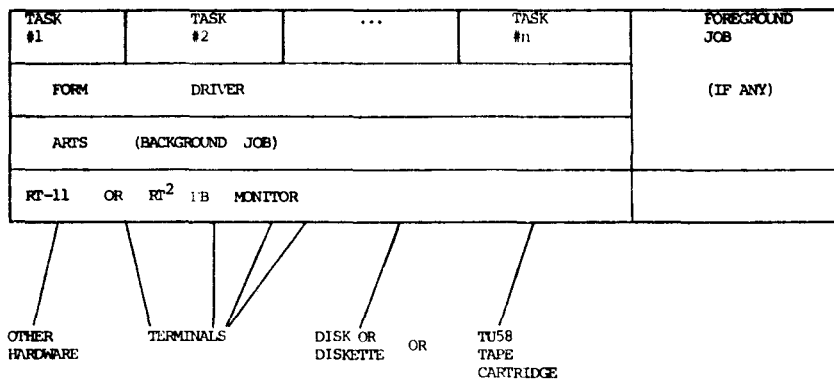 TASK #1
TASK #2
...
TASK #n
FOREGROUND JOB
FORM DRIVER
(IF ANY)
ARTS (BACKGROUND JOB)
RT-11 OR RT2 FB MONITOR
OTHER HARDWARE
TERMINALS
DISK OR DISKETTE
OR
TU58 TAPE CARTRIDGE